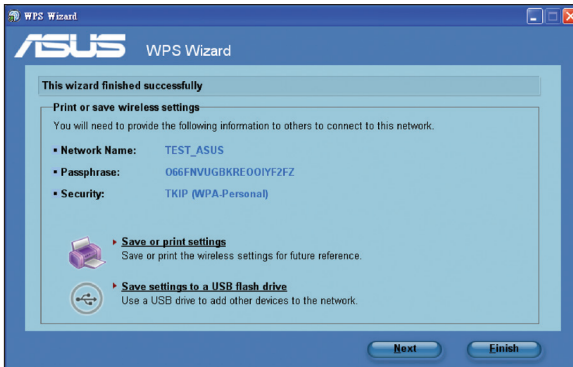 WPS Wizard
ASUS WPS Wizard
This wizard finished successfully
Print or save wireless settings
You will need to provide the following information to others to connect to this network.
▪ Network Name: TEST_ASUS
▪ Passphrase: O66FNVUGBKREOOIYF2FZ
▪ Security: TKIP (WPA-Personal)
Save or print settings
Save or print the wireless settings for future reference.
Save settings to a USB flash drive
Use a USB drive to add other devices to the network.
Next Finish